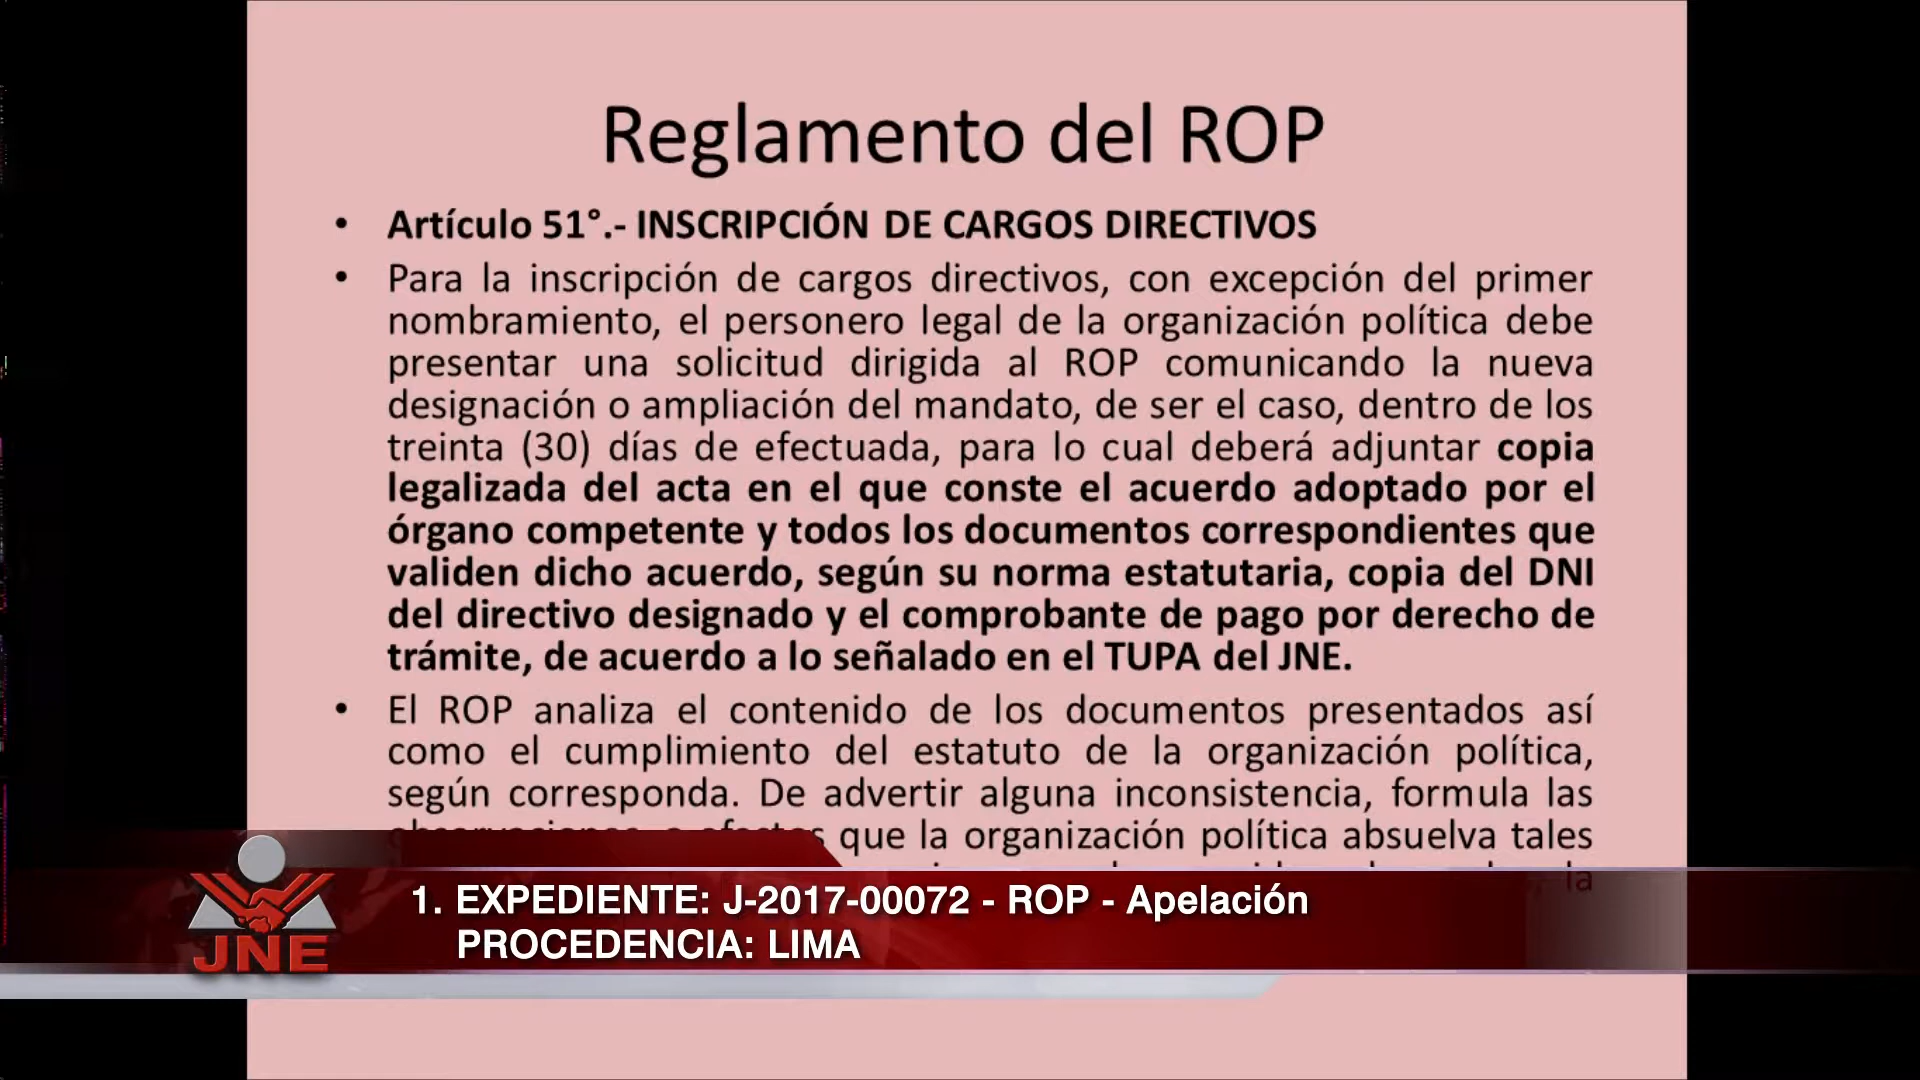 Reglamento del ROP
• Artículo 51°.- INSCRIPCIÓN DE CARGOS DIRECTIVOS
• Para la inscripción de cargos directivos, con excepción del primer
nombramiento, el personero legal de la organización política debe
presentar una solicitud dirigida al ROP comunicando la nueva
designación o ampliación del mandato, de ser el caso, dentro de los
treinta (30) días de efectuada, para lo cual deberá adjuntar copia
legalizada del acta en el que conste el acuerdo adoptado por el
órgano competente y todos los documentos correspondientes que
validen dicho acuerdo, según su norma estatutaria, copia del DNI
del directivo designado y el comprobante de pago por derecho de
trámite, de acuerdo a lo señalado en el TUPA del JNE.
• El ROP analiza el contenido de los documentos presentados así
como el cumplimiento del estatuto de la organización política,
según corresponda. De advertir alguna inconsistencia, formula las
que la organización política absuelva tales
la
1. EXPEDIENTE: J-2017-00072 - ROP - Apelación
PROCEDENCIA: LIMA
JNE